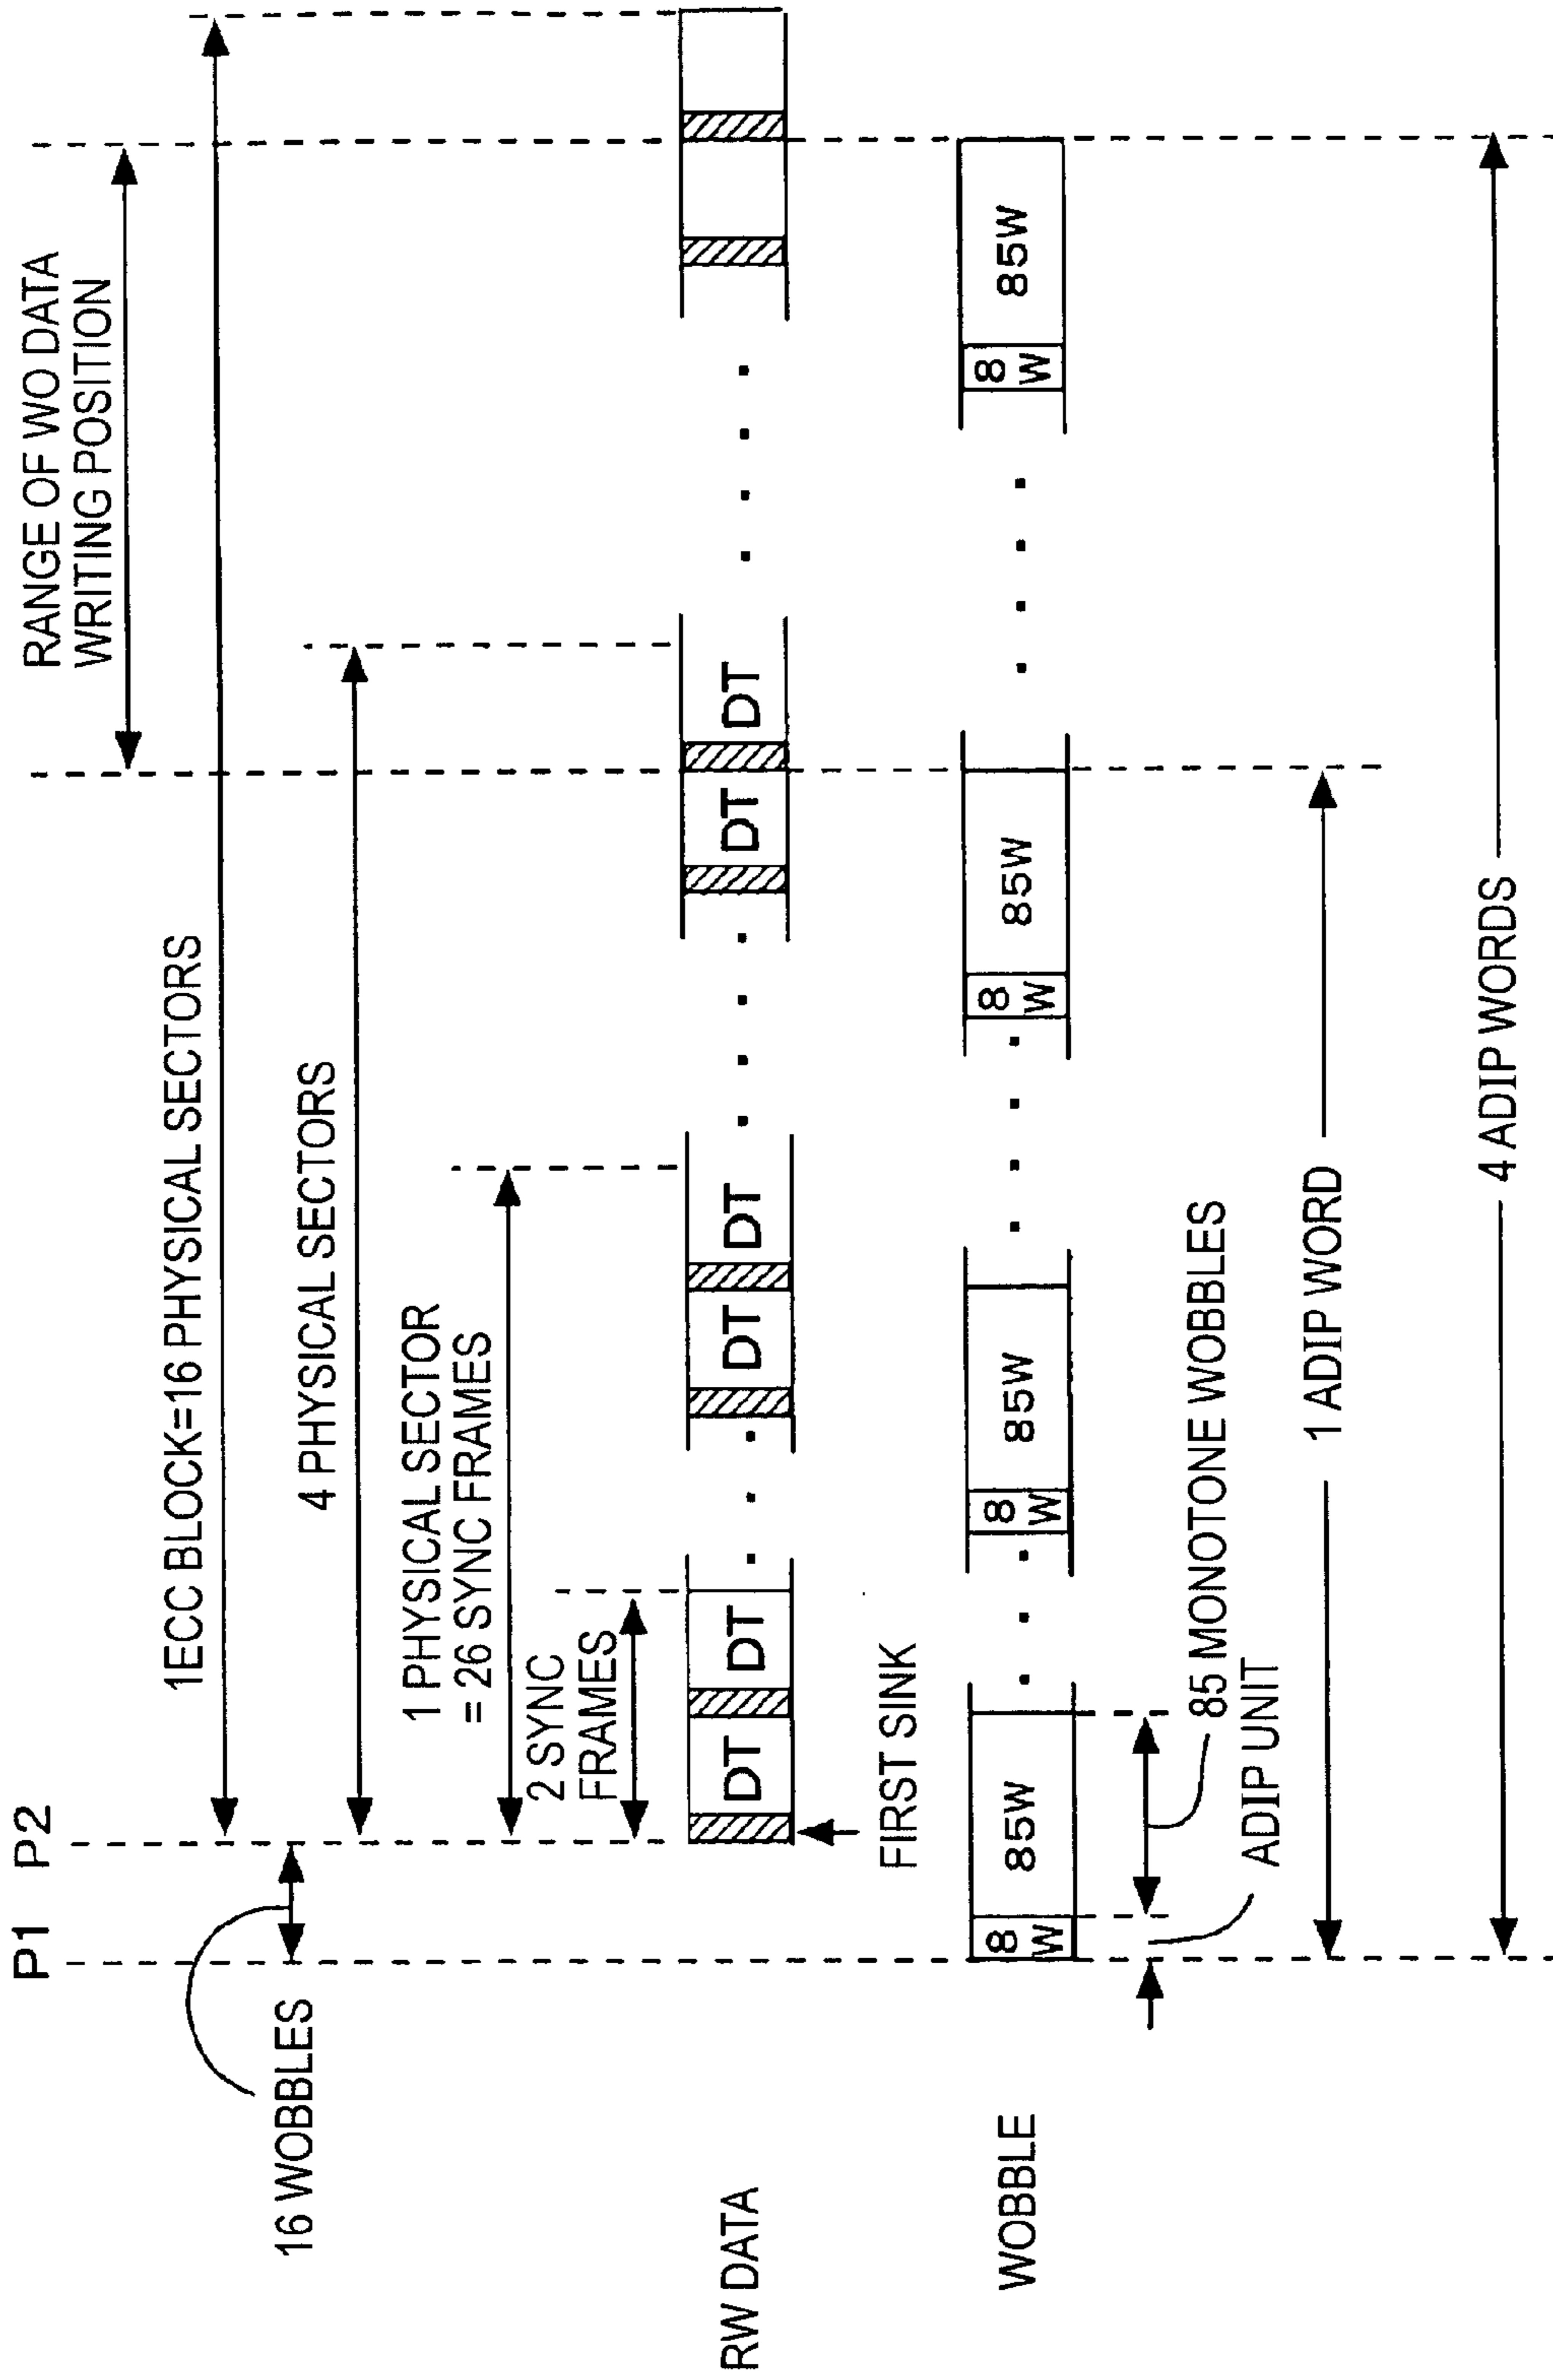 RANGE OF WO DATA
WRITING POSITION
P1 P2
1ECC BLOCK=16 PHYSICAL SECTORS
16 WOBBLES
4 PHYSICAL SECTORS
1 PHYSICAL SECTOR
= 26 SYNC FRAMES
2 SYNC
FRAMES
RW DATA
DT DT DT DT DT DT
FIRST SINK
WOBBLE
8
W
85W
8
W
85W
8
W
85W
8
W
85W
85 MONOTONE WOBBLES
ADIP UNIT
1 ADIP WORD
4 ADIP WORDS